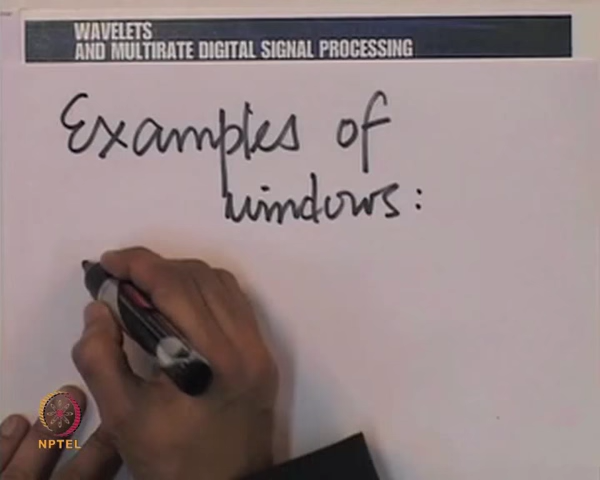 WAVELETS
AND MULTIRATE DIGITAL SIGNAL PROCESSING
Examples of
windows:
NPTEL